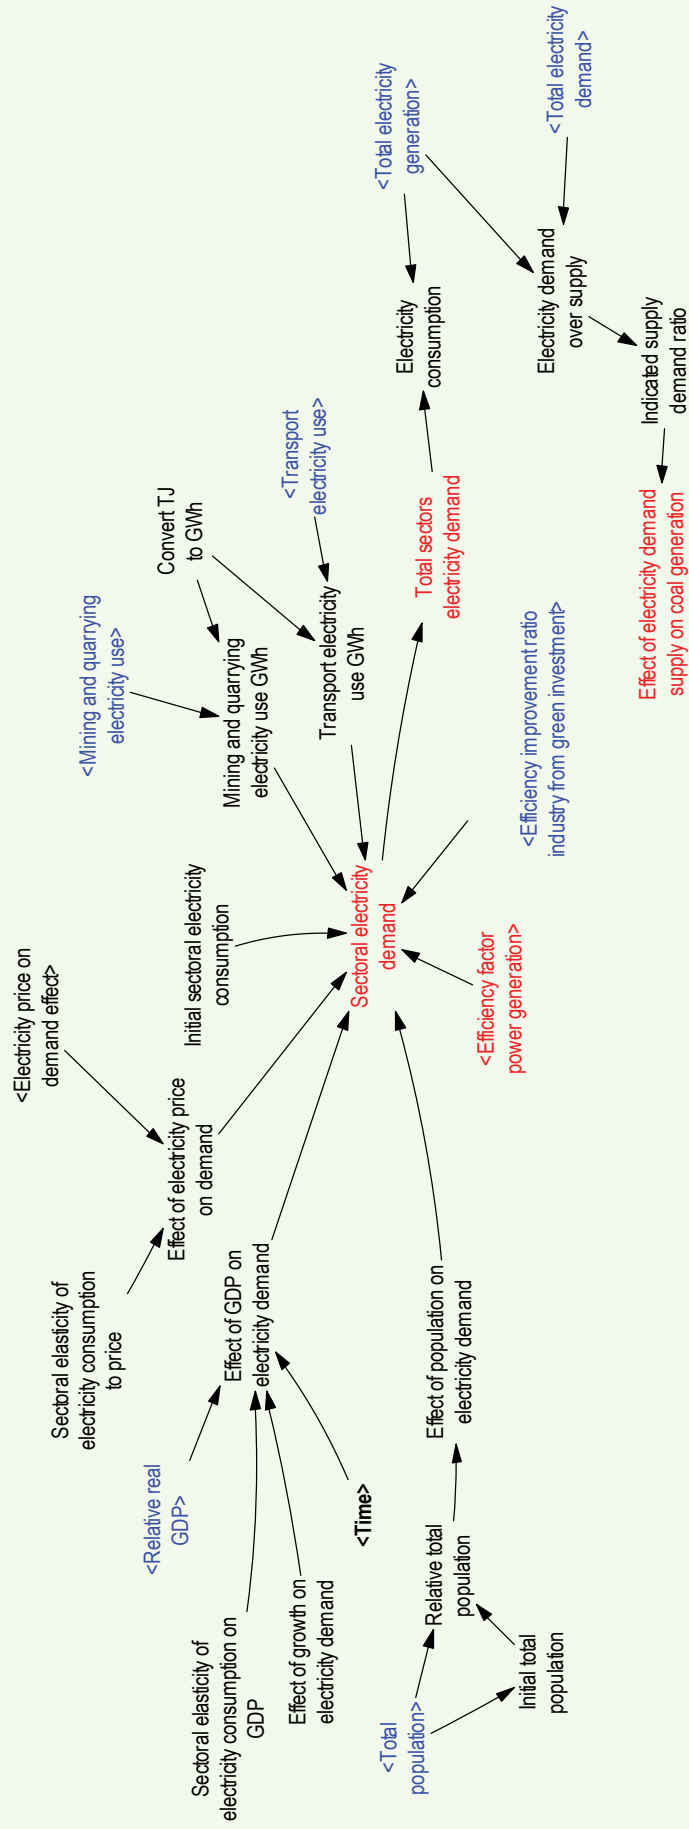 <Electricity price on
demand effect>
Sectoral elasticity of
electricity consumption
to price
Effect of electricity price
on demand
<Mining and quarrying
electricity use>
Convert TJ
to GWh
<Relative real
GDP>
Sectoral elasticity of
electricity consumption on
GDP
Effect of GDP on
electricity demand
Initial sectoral electricity
consumption
Mining and quarrying
electricity use GWh
<Transport
electricity use>
Effect of growth on
electricity demand
<Time>
Transport electricity
use GWh
Sectoral electricity
demand
<Total electricity
generation>
Electricity
consumption
Total sectors
electricity demand
<Total
population>
Relative total
population
Effect of population on
electricity demand
Initial total
population
<Efficiency factor
power generation>
<Efficiency improvement ratio
industry from green investment>
<Total electricity
demand>
Electricity demand
over supply
Indicated supply
demand ratio
Effect of electricity demand
supply on coal generation